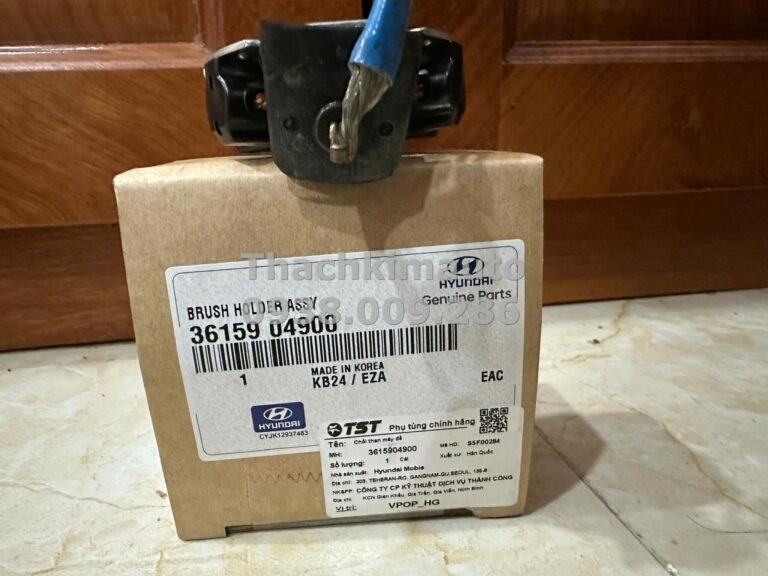 Thachkimauto
0938.009.286
HYUNDAI
Genuine Parts
BRUSH HOLDER ASSY
36159 04900
1
MADE IN KOREA
KB24 / EZA
EAC
HYUNDAI
CYJK12937463
TST Phụ tùng chính hãng
Tên: Chổi than máy đề
Mã HD: S5F00284
MH: 3615904900
Xuất xứ: Hàn Quốc
Số lượng: 1 Cái
Nhà sản xuất: Hyundai Mobis
Địa chỉ: 203, TEHERAN-RO, GANGNAM-GU,SEOUL, 135-9
NK&PP: CÔNG TY CP KỸ THUẬT DỊCH VỤ THÀNH CÔNG
Địa chỉ: KCN Gián Khẩu, Gia Trấn, Gia Viễn, Ninh Bình
Vị trí: VPOP_HG